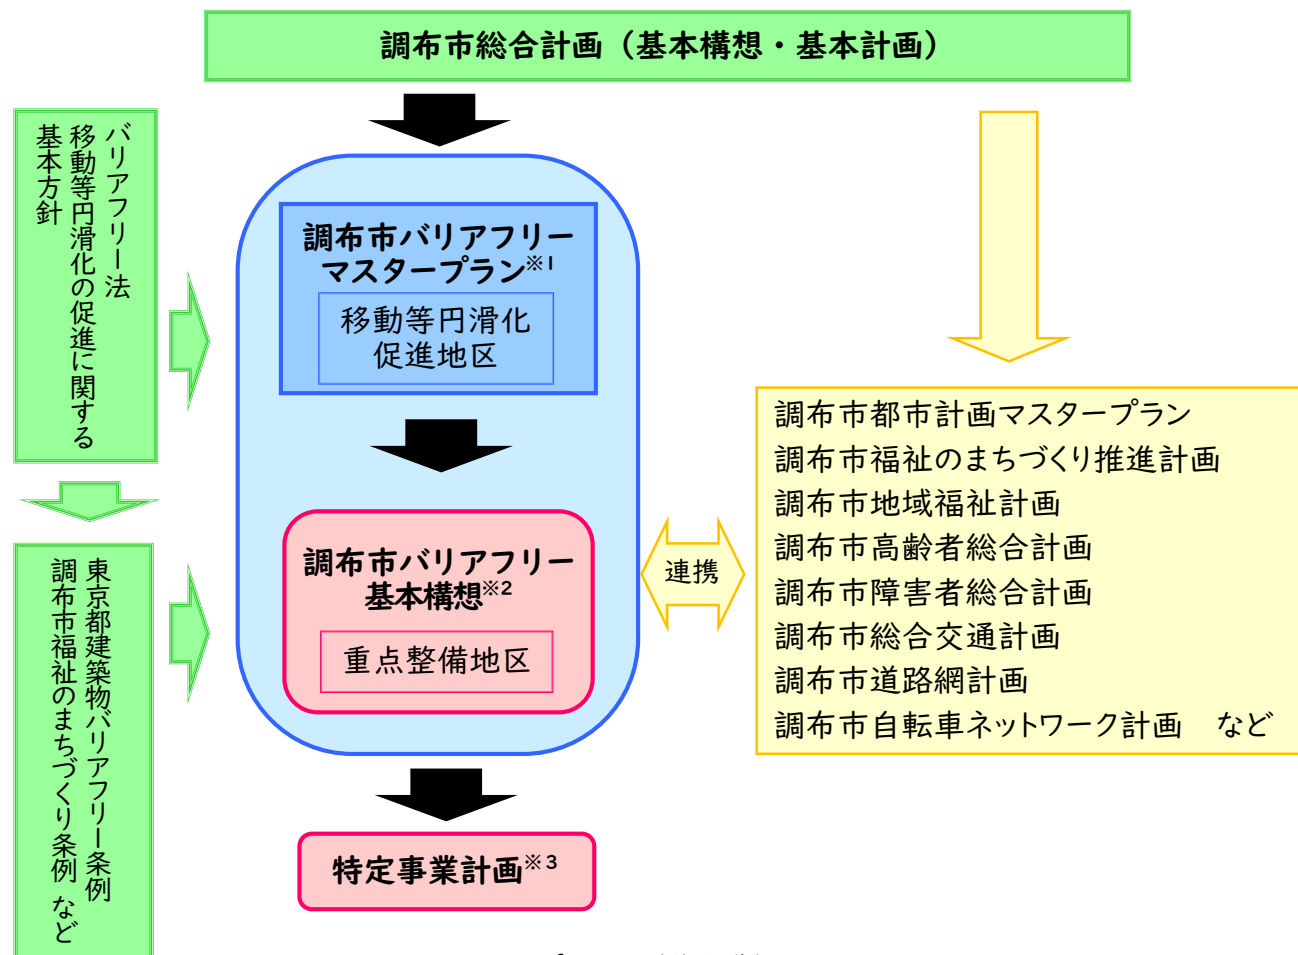 調布市総合計画（基本構想・基本計画）
バリアフリー法
移動等円滑化の促進に関する
基本方針
調布市バリアフリー
マスタープラン※1
移動等円滑化
促進地区
調布市バリアフリー
基本構想※2
重点整備地区
連携
調布市都市計画マスタープラン
調布市福祉のまちづくり推進計画
調布市地域福祉計画
調布市高齢者総合計画
調布市障害者総合計画
調布市総合交通計画
調布市道路網計画
調布市自転車ネットワーク計画　など
東京都建築物バリアフリー条例
調布市福祉のまちづくり条例 など
特定事業計画※3